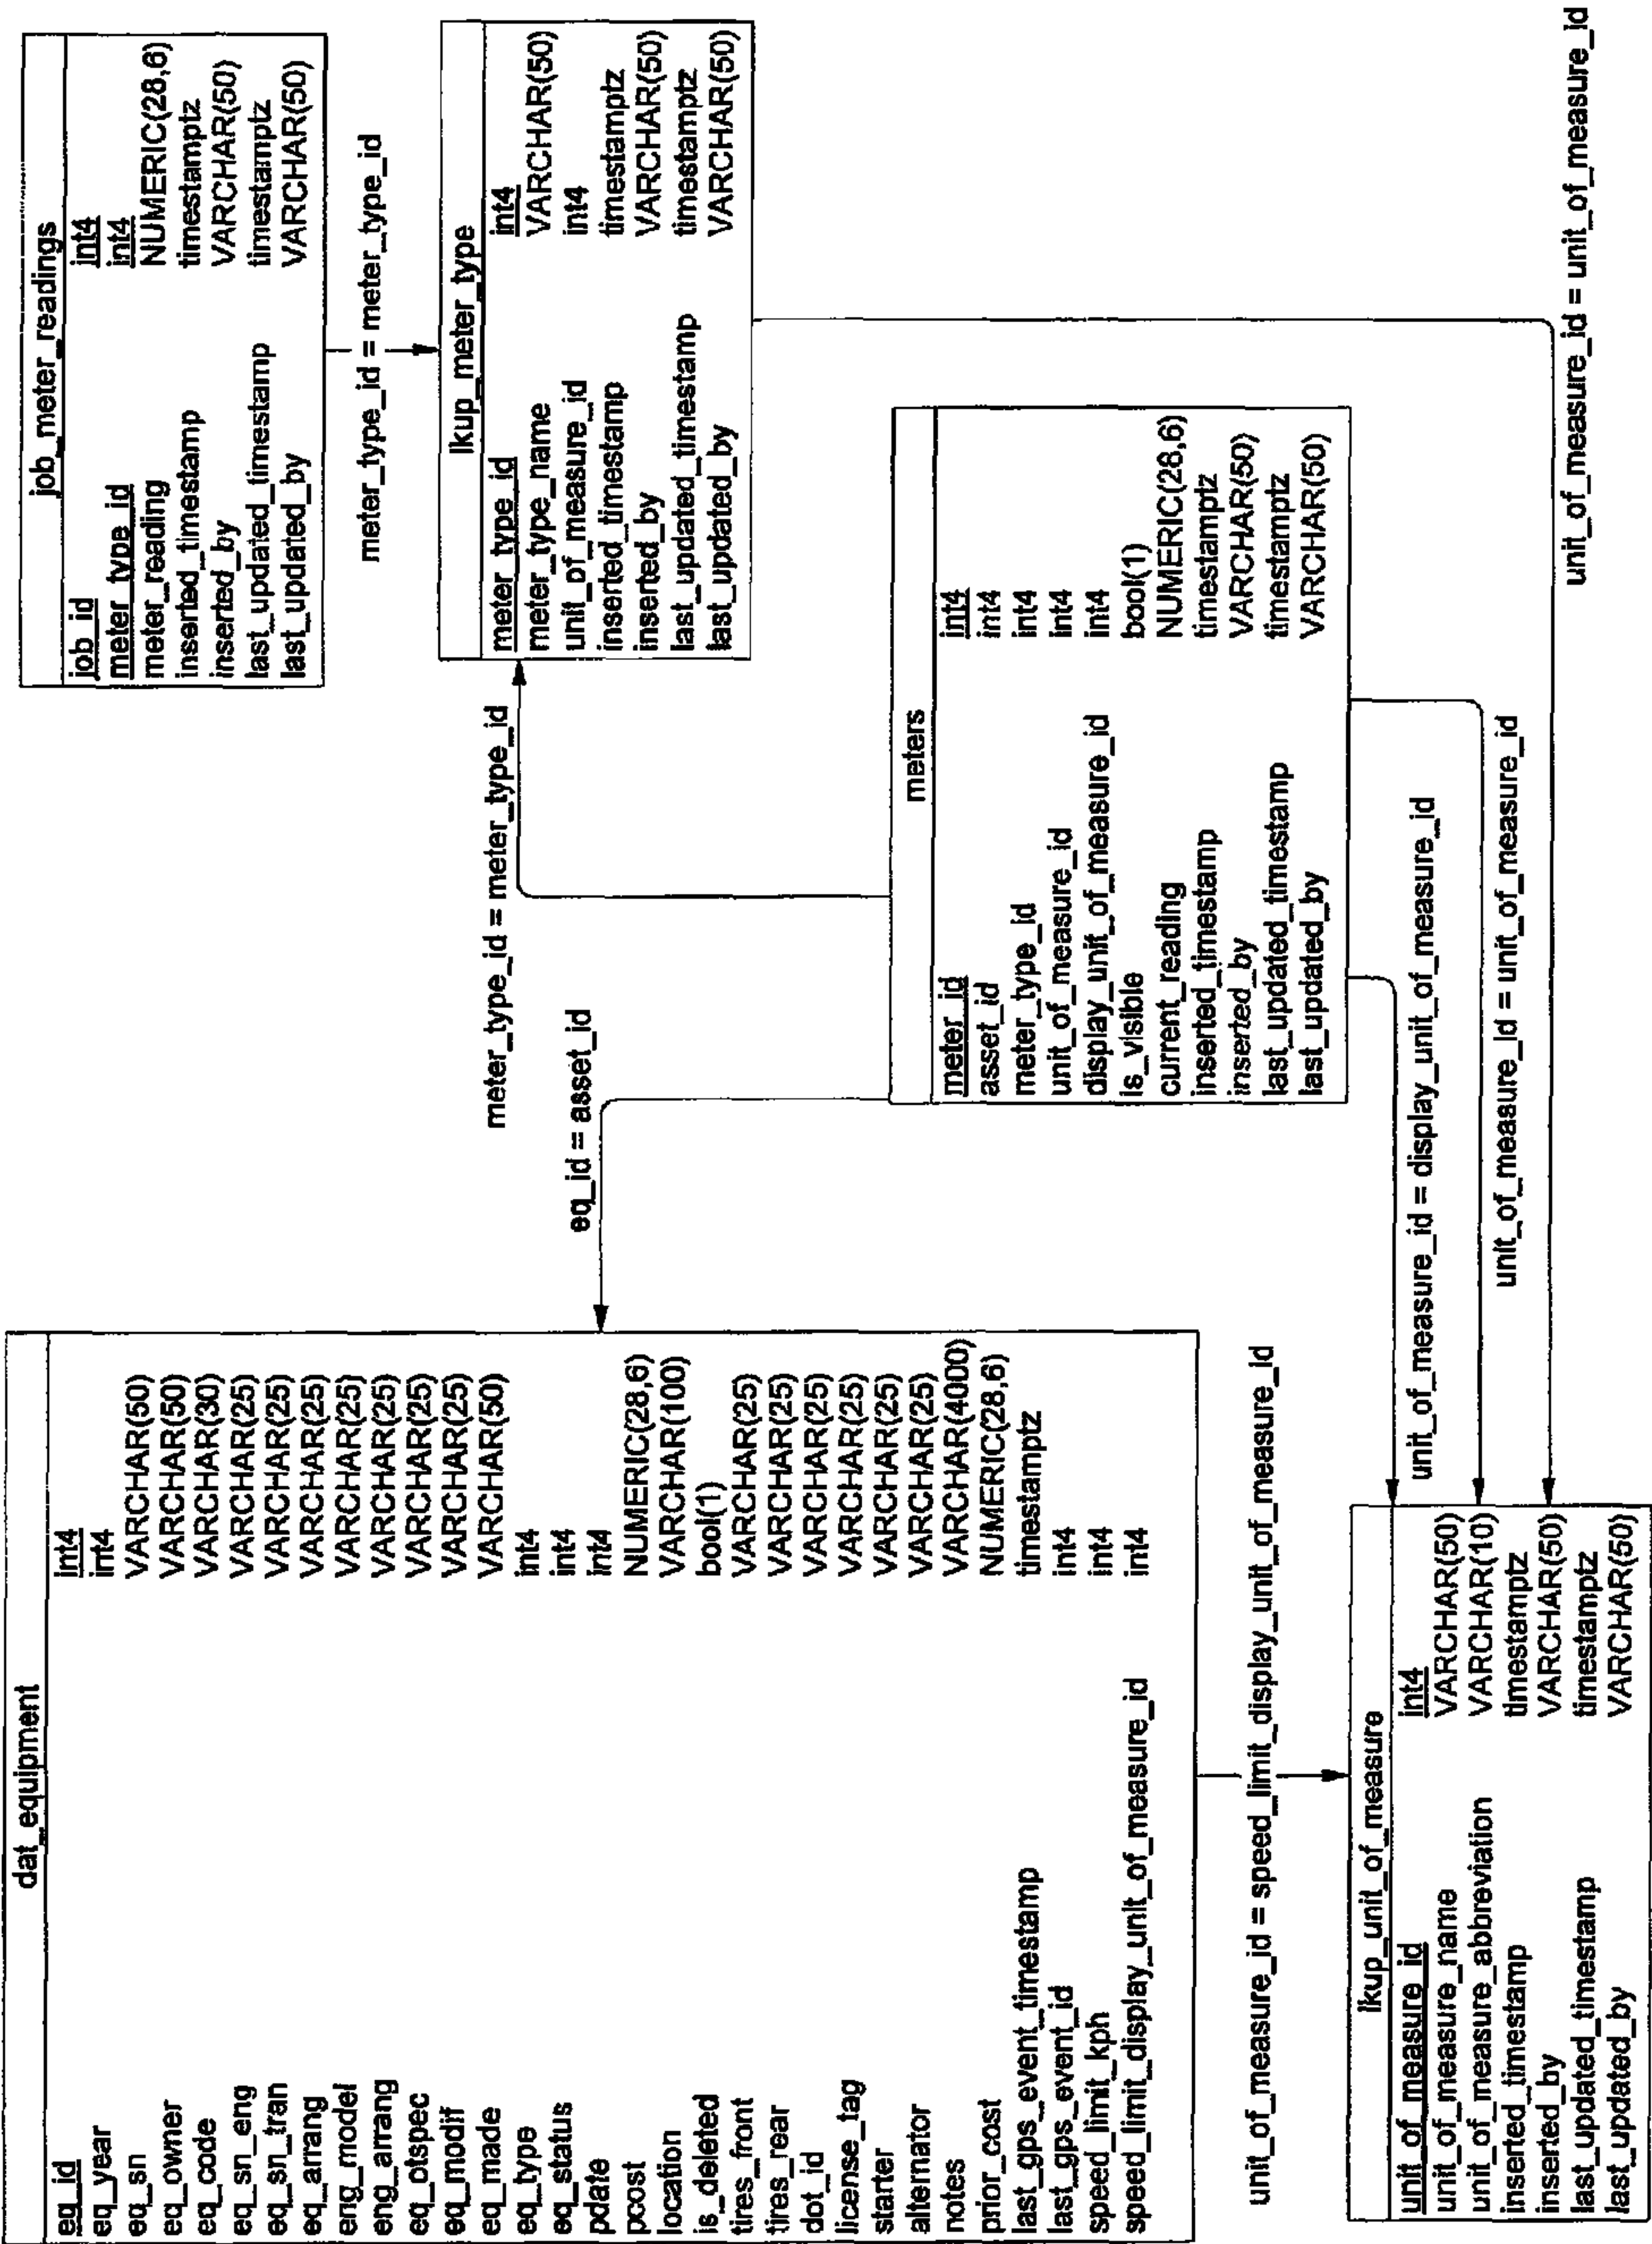 dat_equipment
eq_id int4
eq_year int4
eq_sn VARCHAR(50)
eq_owner VARCHAR(50)
eq_code VARCHAR(30)
eq_sn_eng VARCHAR(25)
eq_sn_tran VARCHAR(25)
eq_arrang VARCHAR(25)
eng_model VARCHAR(25)
eng_arrang VARCHAR(25)
eq_otspec VARCHAR(25)
eq_modif VARCHAR(25)
eq_made VARCHAR(50)
eq_type int4
eq_status int4
pdate int4
pcost NUMERIC(28,6)
location VARCHAR(100)
is_deleted bool(1)
tires_front VARCHAR(25)
tires_rear VARCHAR(25)
dot_id VARCHAR(25)
license_tag VARCHAR(25)
starter VARCHAR(25)
alternator VARCHAR(25)
notes VARCHAR(4000)
prior_cost NUMERIC(28,6)
last_gps_event_timestamp timestamptz
last_gps_event_id int4
speed_limit_kph int4
speed_limit_display_unit_of_measure_id int4
job_meter_readings
job_id int4
meter_type_id int4
meter_reading NUMERIC(28,6)
inserted_timestamp timestamptz
inserted_by VARCHAR(50)
last_updated_timestamp timestamptz
last_updated_by VARCHAR(50)
meter_type_id = meter_type_id
lkup_meter_type
meter_type_id int4
meter_type_name VARCHAR(50)
unit_of_measure_id int4
inserted_timestamp timestamptz
inserted_by VARCHAR(50)
last_updated_timestamp timestamptz
last_updated_by VARCHAR(50)
meter_type_id = meter_type_id
eq_id = asset_id
meters
meter_id int4
asset_id int4
meter_type_id int4
unit_of_measure_id int4
display_unit_of_measure_id int4
is_visible bool(1)
current_reading NUMERIC(28,6)
inserted_timestamp timestamptz
inserted_by VARCHAR(50)
last_updated_timestamp timestamptz
last_updated_by VARCHAR(50)
unit_of_measure_id = speed_limit_display_unit_of_measure_id
lkup_unit_of_measure
unit_of_measure_id int4
unit_of_measure_name VARCHAR(50)
unit_of_measure_abbreviation VARCHAR(10)
inserted_timestamp timestamptz
inserted_by VARCHAR(50)
last_updated_timestamp timestamptz
last_updated_by VARCHAR(50)
unit_of_measure_id = display_unit_of_measure_id
unit_of_measure_id = unit_of_measure_id
unit_of_measure_id = unit_of_measure_id